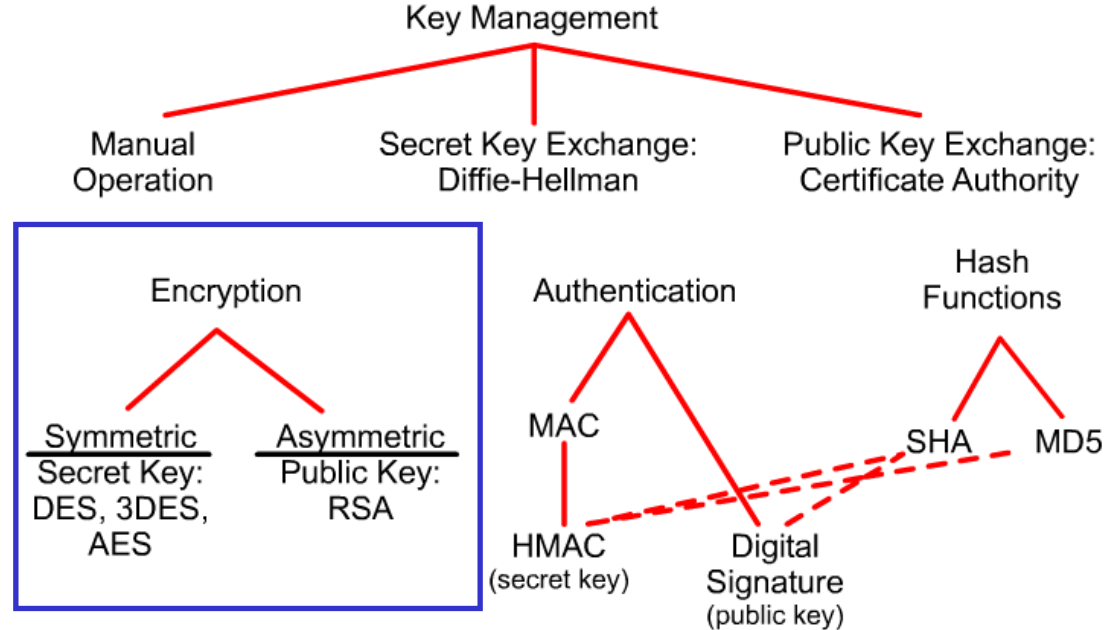 Key Management
Manual
Operation
Secret Key Exchange:
Diffie-Hellman
Public Key Exchange:
Certificate Authority
Encryption
Symmetric
Secret Key:
DES, 3DES,
AES
Asymmetric
Public Key:
RSA
Authentication
MAC
HMAC
(secret key)
Digital
Signature
(public key)
Hash
Functions
SHA
MD5